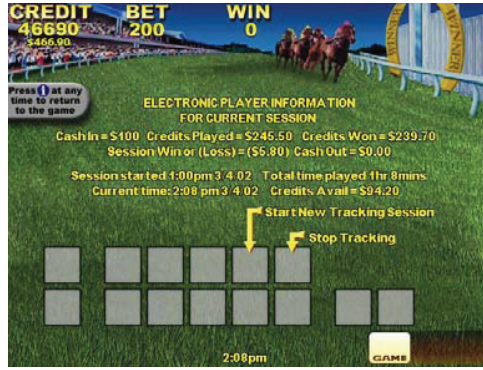 CREDIT BET WIN
46690 200 0
$466.90
WINNER WINNER
Press i at any
time to return
to the game
ELECTRONIC PLAYER INFORMATION
FOR CURRENT SESSION
Cash In = $100 Credits Played = $245.50 Credits Won = $239.70
Session Win or (Loss) = ($5.80) Cash Out = $0.00
Session started 1:00pm 3/4/02 Total time played 1hr 8mins
Current time: 2:08 pm 3/4/02 Credits Avail = $94.20
Start New Tracking Session
Stop Tracking
GAME
2:08pm